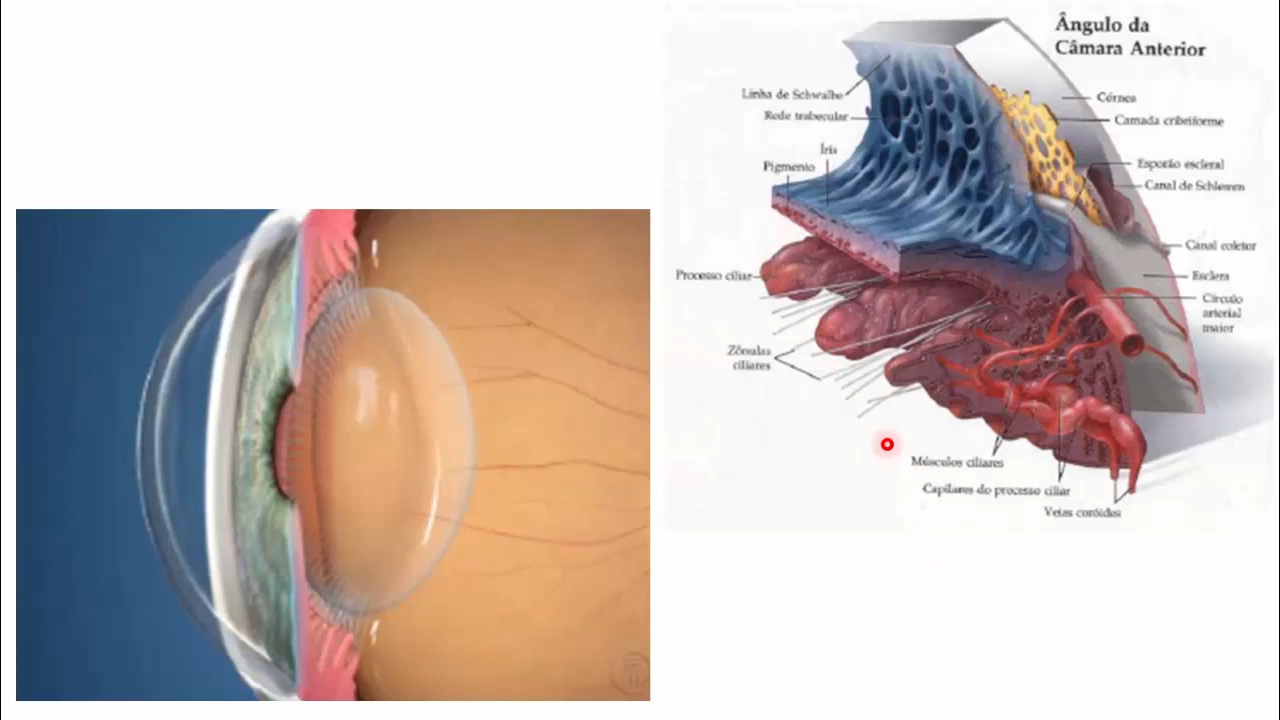 Ângulo da
Câmara Anterior
Linha de Schwalbe
Rede trabecular
Íris
Pigmento
Processo ciliar
Zônulas
ciliares
Córnea
Camada cribriforme
Esporão escleral
Canal de Schlemm
Canal coletor
Esclera
Círculo
arterial
maior
Músculos ciliares
Capilares do processo ciliar
Veias coróides